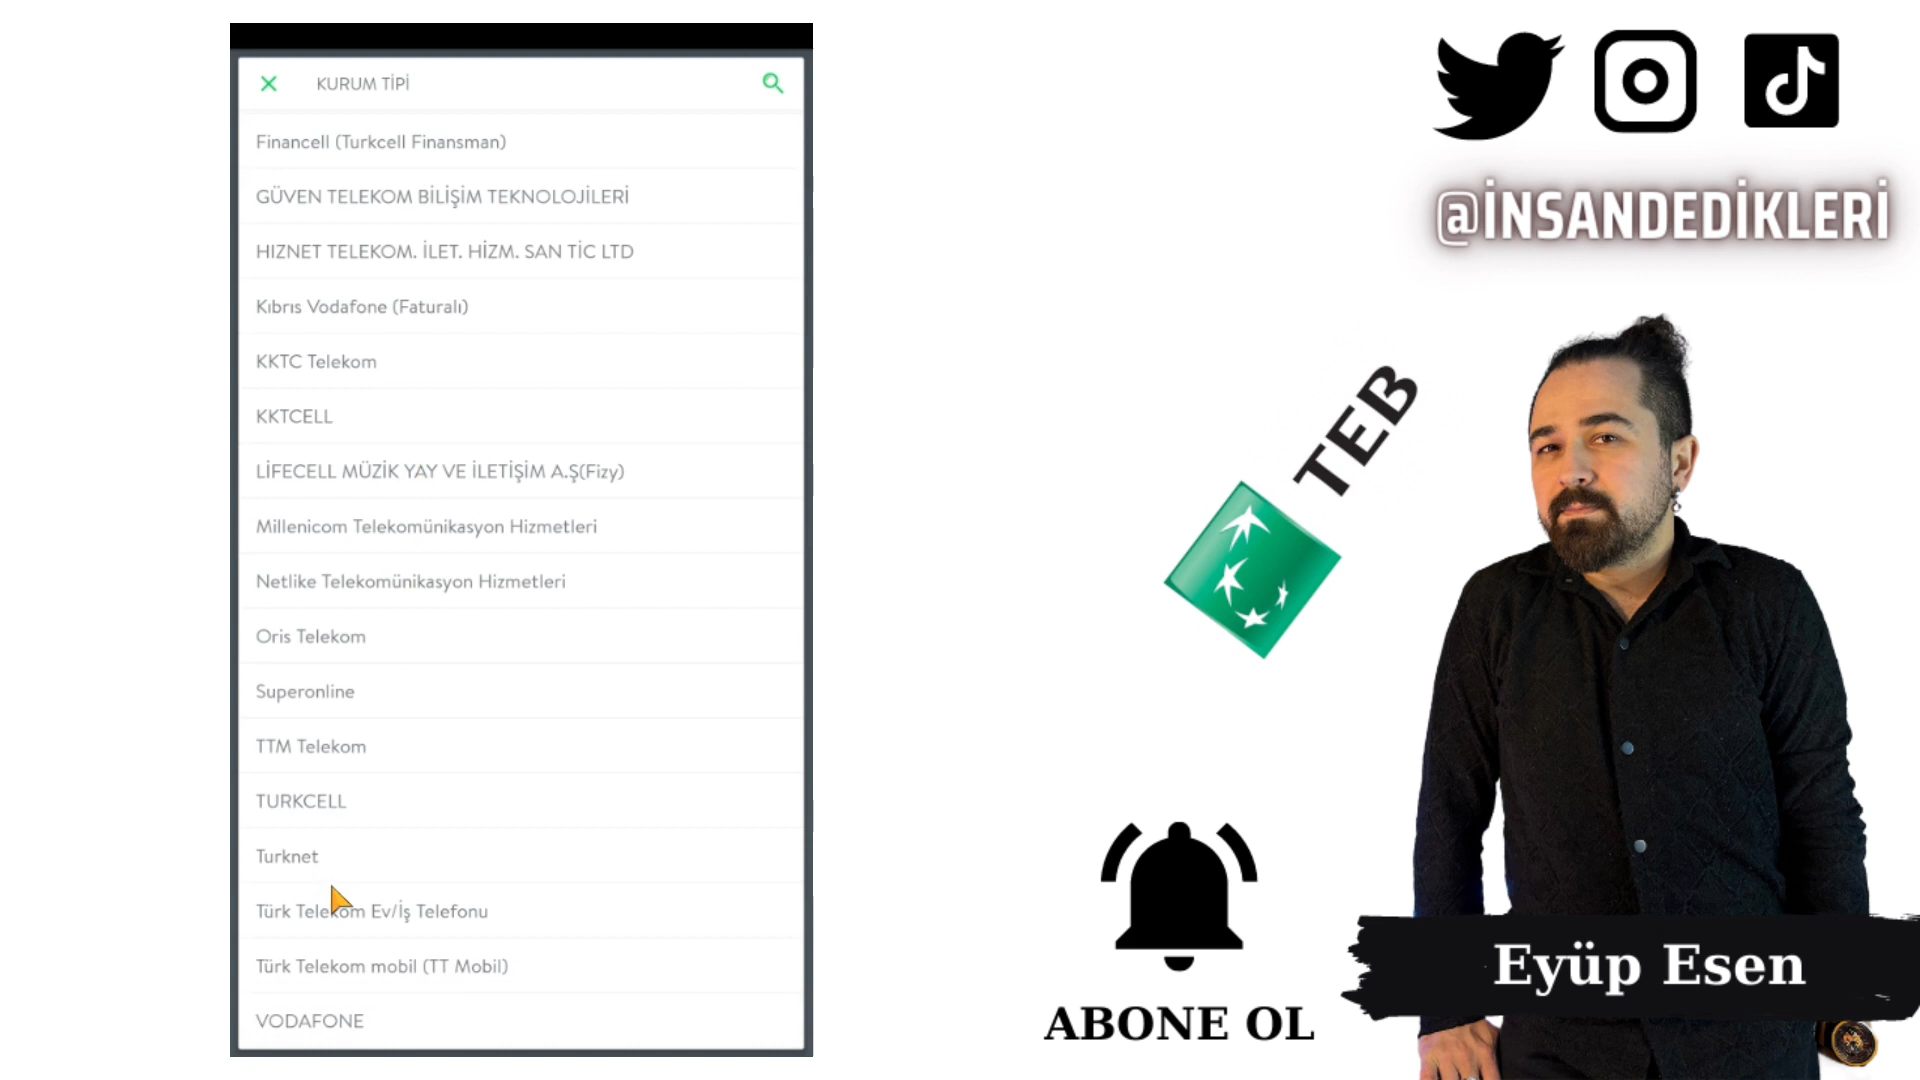 KURUM TİPİ
Financell (Turkcell Finansman)
GÜVEN TELEKOM BİLİŞİM TEKNOLOJİLERİ
HIZNET TELEKOM. İLET. HİZM. SAN TİC LTD
Kıbrıs Vodafone (Faturalı)
KKTC Telekom
KKTCELL
LİFECELL MÜZİK YAY VE İLETİŞİM A.Ş(Fizy)
Millenicom Telekomünikasyon Hizmetleri
Netlike Telekomünikasyon Hizmetleri
Oris Telekom
Superonline
TTM Telekom
TURKCELL
Turknet
Türk Telekom Ev/İş Telefonu
Türk Telekom mobil (TT Mobil)
VODAFONE
@İNSANDEDİKLERİ
TEB
ABONE OL
Eyüp Esen